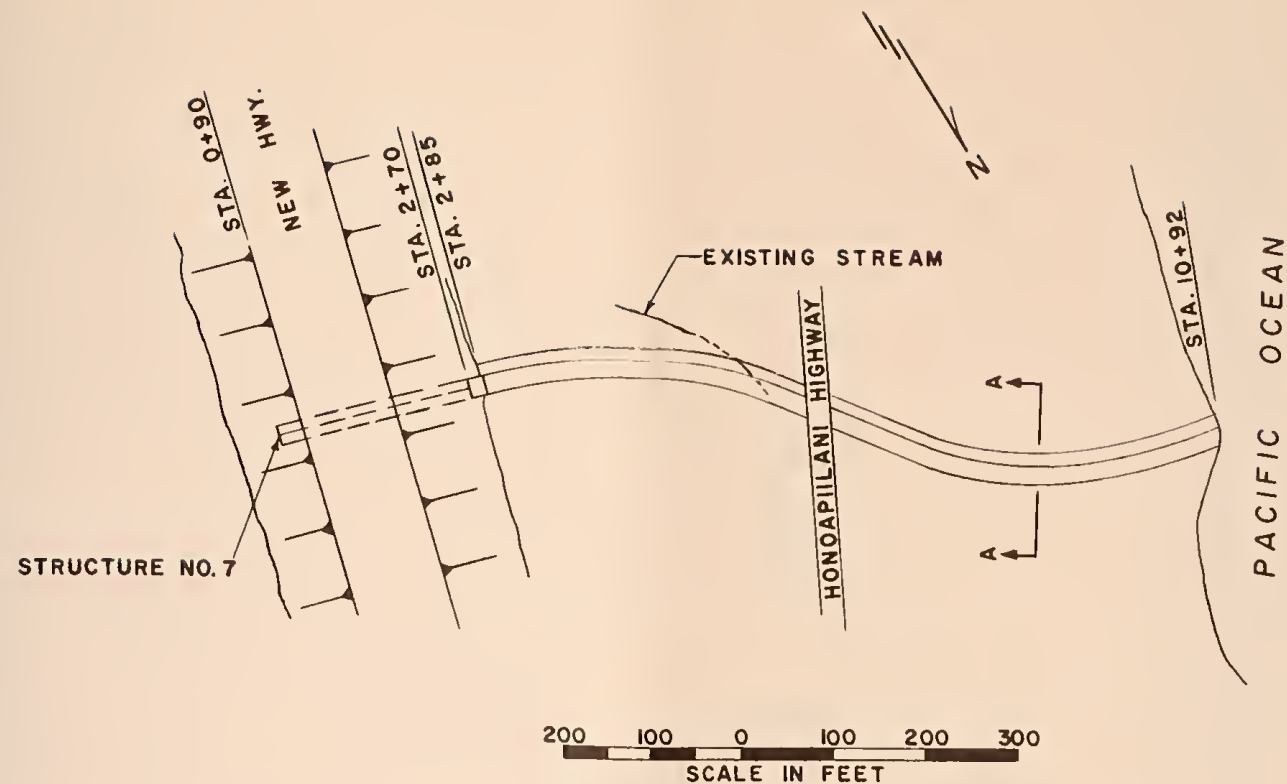 STA. 0+90
NEW HWY.
STA. 2+70
STA. 2+85
N
EXISTING STREAM
STA. 10+92
PACIFIC OCEAN
HONOAPIILANI HIGHWAY
A
A
STRUCTURE NO. 7
200 100 0 100 200 300
SCALE IN FEET